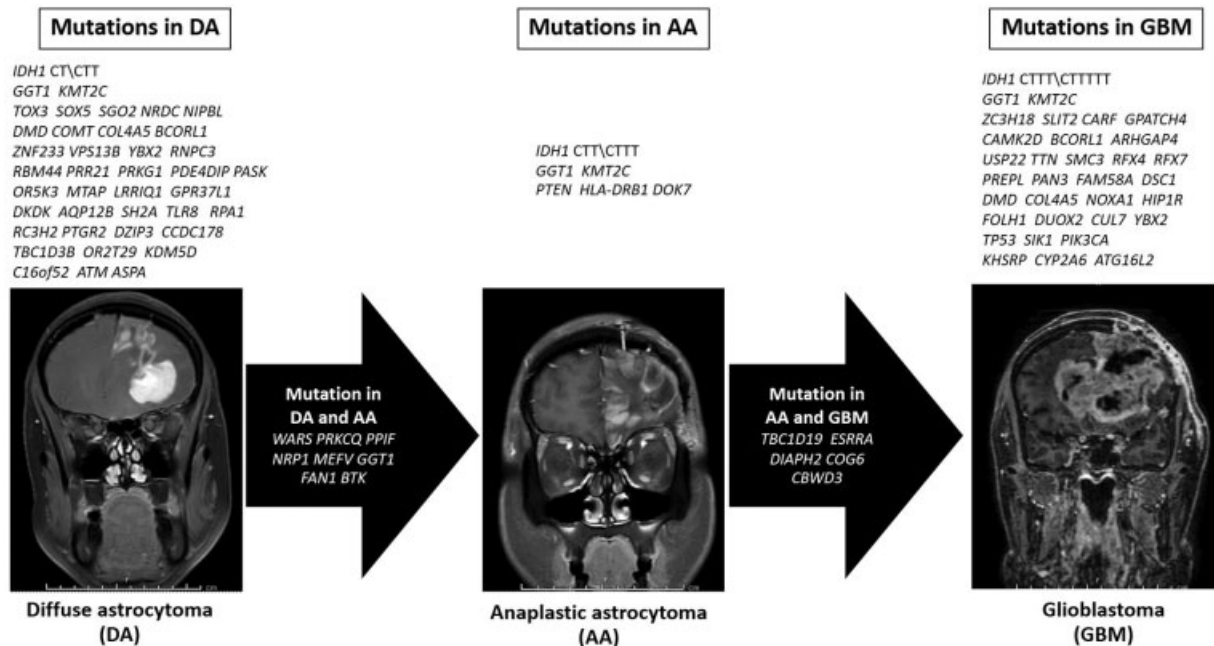 Mutations in DA
IDH1 CT\CTT
GGT1 KMT2C
TOX3 SOX5 SGO2 NRDC NIPBL
DMD COMT COL4A5 BCORL1
ZNF233 VPS13B YBX2 RNPC3
RBM44 PRR21 PRKG1 PDE4DIP PASK
OR5K3 MTAP LRRIQ1 GPR37L1
DKDK AQP12B SH2A TLR8 RPA1
RC3H2 PTGR2 DZIP3 CCDC178
TBC1D3B OR2T29 KDM5D
C16of52 ATM ASPA
Mutation in
DA and AA
WARS PRKCQ PPIF
NRP1 MEFV GGT1
FAN1 BTK
Diffuse astrocytoma
(DA)
Mutations in AA
IDH1 CTT\CTTT
GGT1 KMT2C
PTEN HLA-DRB1 DOK7
Mutation in
AA and GBM
TBC1D19 ESRRA
DIAPH2 COG6
CBWD3
Anaplastic astrocytoma
(AA)
Mutations in GBM
IDH1 CTTT\CTTTTT
GGT1 KMT2C
ZC3H18 SLIT2 CARF GPATCH4
CAMK2D BCORL1 ARHGAP4
USP22 TTN SMC3 RFX4 RFX7
PREPL PAN3 FAM58A DSC1
DMD COL4A5 NOXA1 HIP1R
FOLH1 DUOX2 CUL7 YBX2
TP53 SIK1 PIK3CA
KHSRP CYP2A6 ATG16L2
Glioblastoma
(GBM)